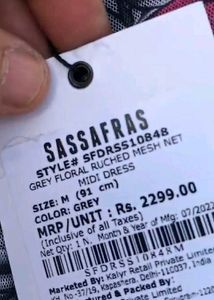 SASSAFRAS
STYLE# SFDRSS10848
GREY FLORAL RUCHED MESH NET
MIDI DRESS
SIZE: M (91 cm)
COLOR: GREY
MRP/UNIT: Rs. 2299.00
(Inclusive of all Taxes)
Net Qty: 1 N. Month & Year of Mfg: 07/2022
SFDRSS10848M
Marketed By: Kalyr Retail Private Limited
Kapashera, Delhi-110037, India
Packed &
Private Limited